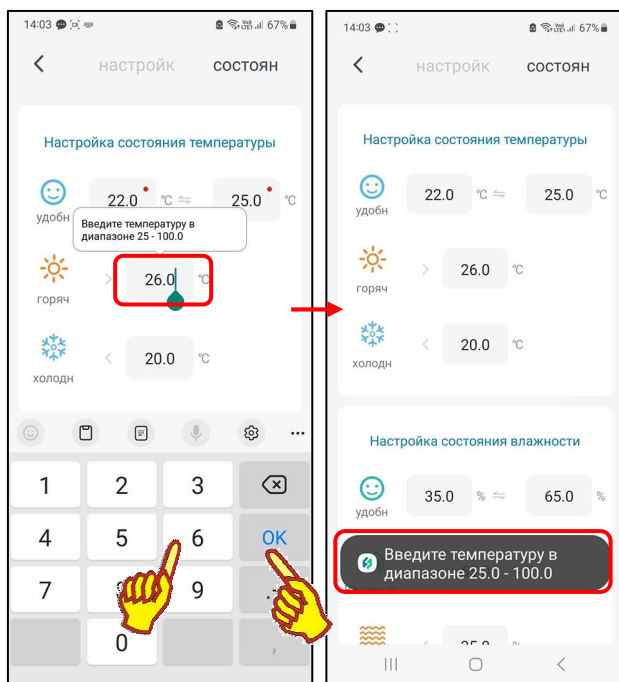 14:03 67%
настройк состоян
Настройка состояния температуры
22.0 °C ⇌ 25.0 °C
удобн
Введите температуру в
диапазоне 25 - 100.0
> 26.0 °C
горяч
< 20.0 °C
холодн
1 2 3
4 5 6 OK
7 9
0 ,
14:03 67%
настройк состоян
Настройка состояния температуры
22.0 °C ⇌ 25.0 °C
удобн
> 26.0 °C
горяч
< 20.0 °C
холодн
Настройка состояния влажности
35.0 % ⇌ 65.0 %
удобн
Введите температуру в
диапазоне 25.0 - 100.0